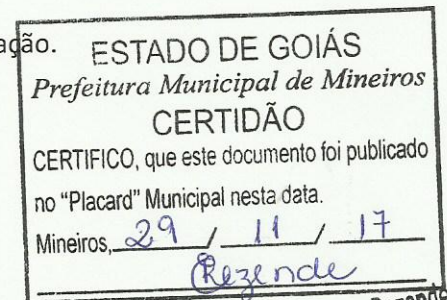 ação.
ESTADO DE GOIÁS
Prefeitura Municipal de Mineiros
CERTIDÃO
CERTIFICO, que este documento foi publicado
no "Placard" Municipal nesta data.
Mineiros, 29 / 11 / 17
Rezende